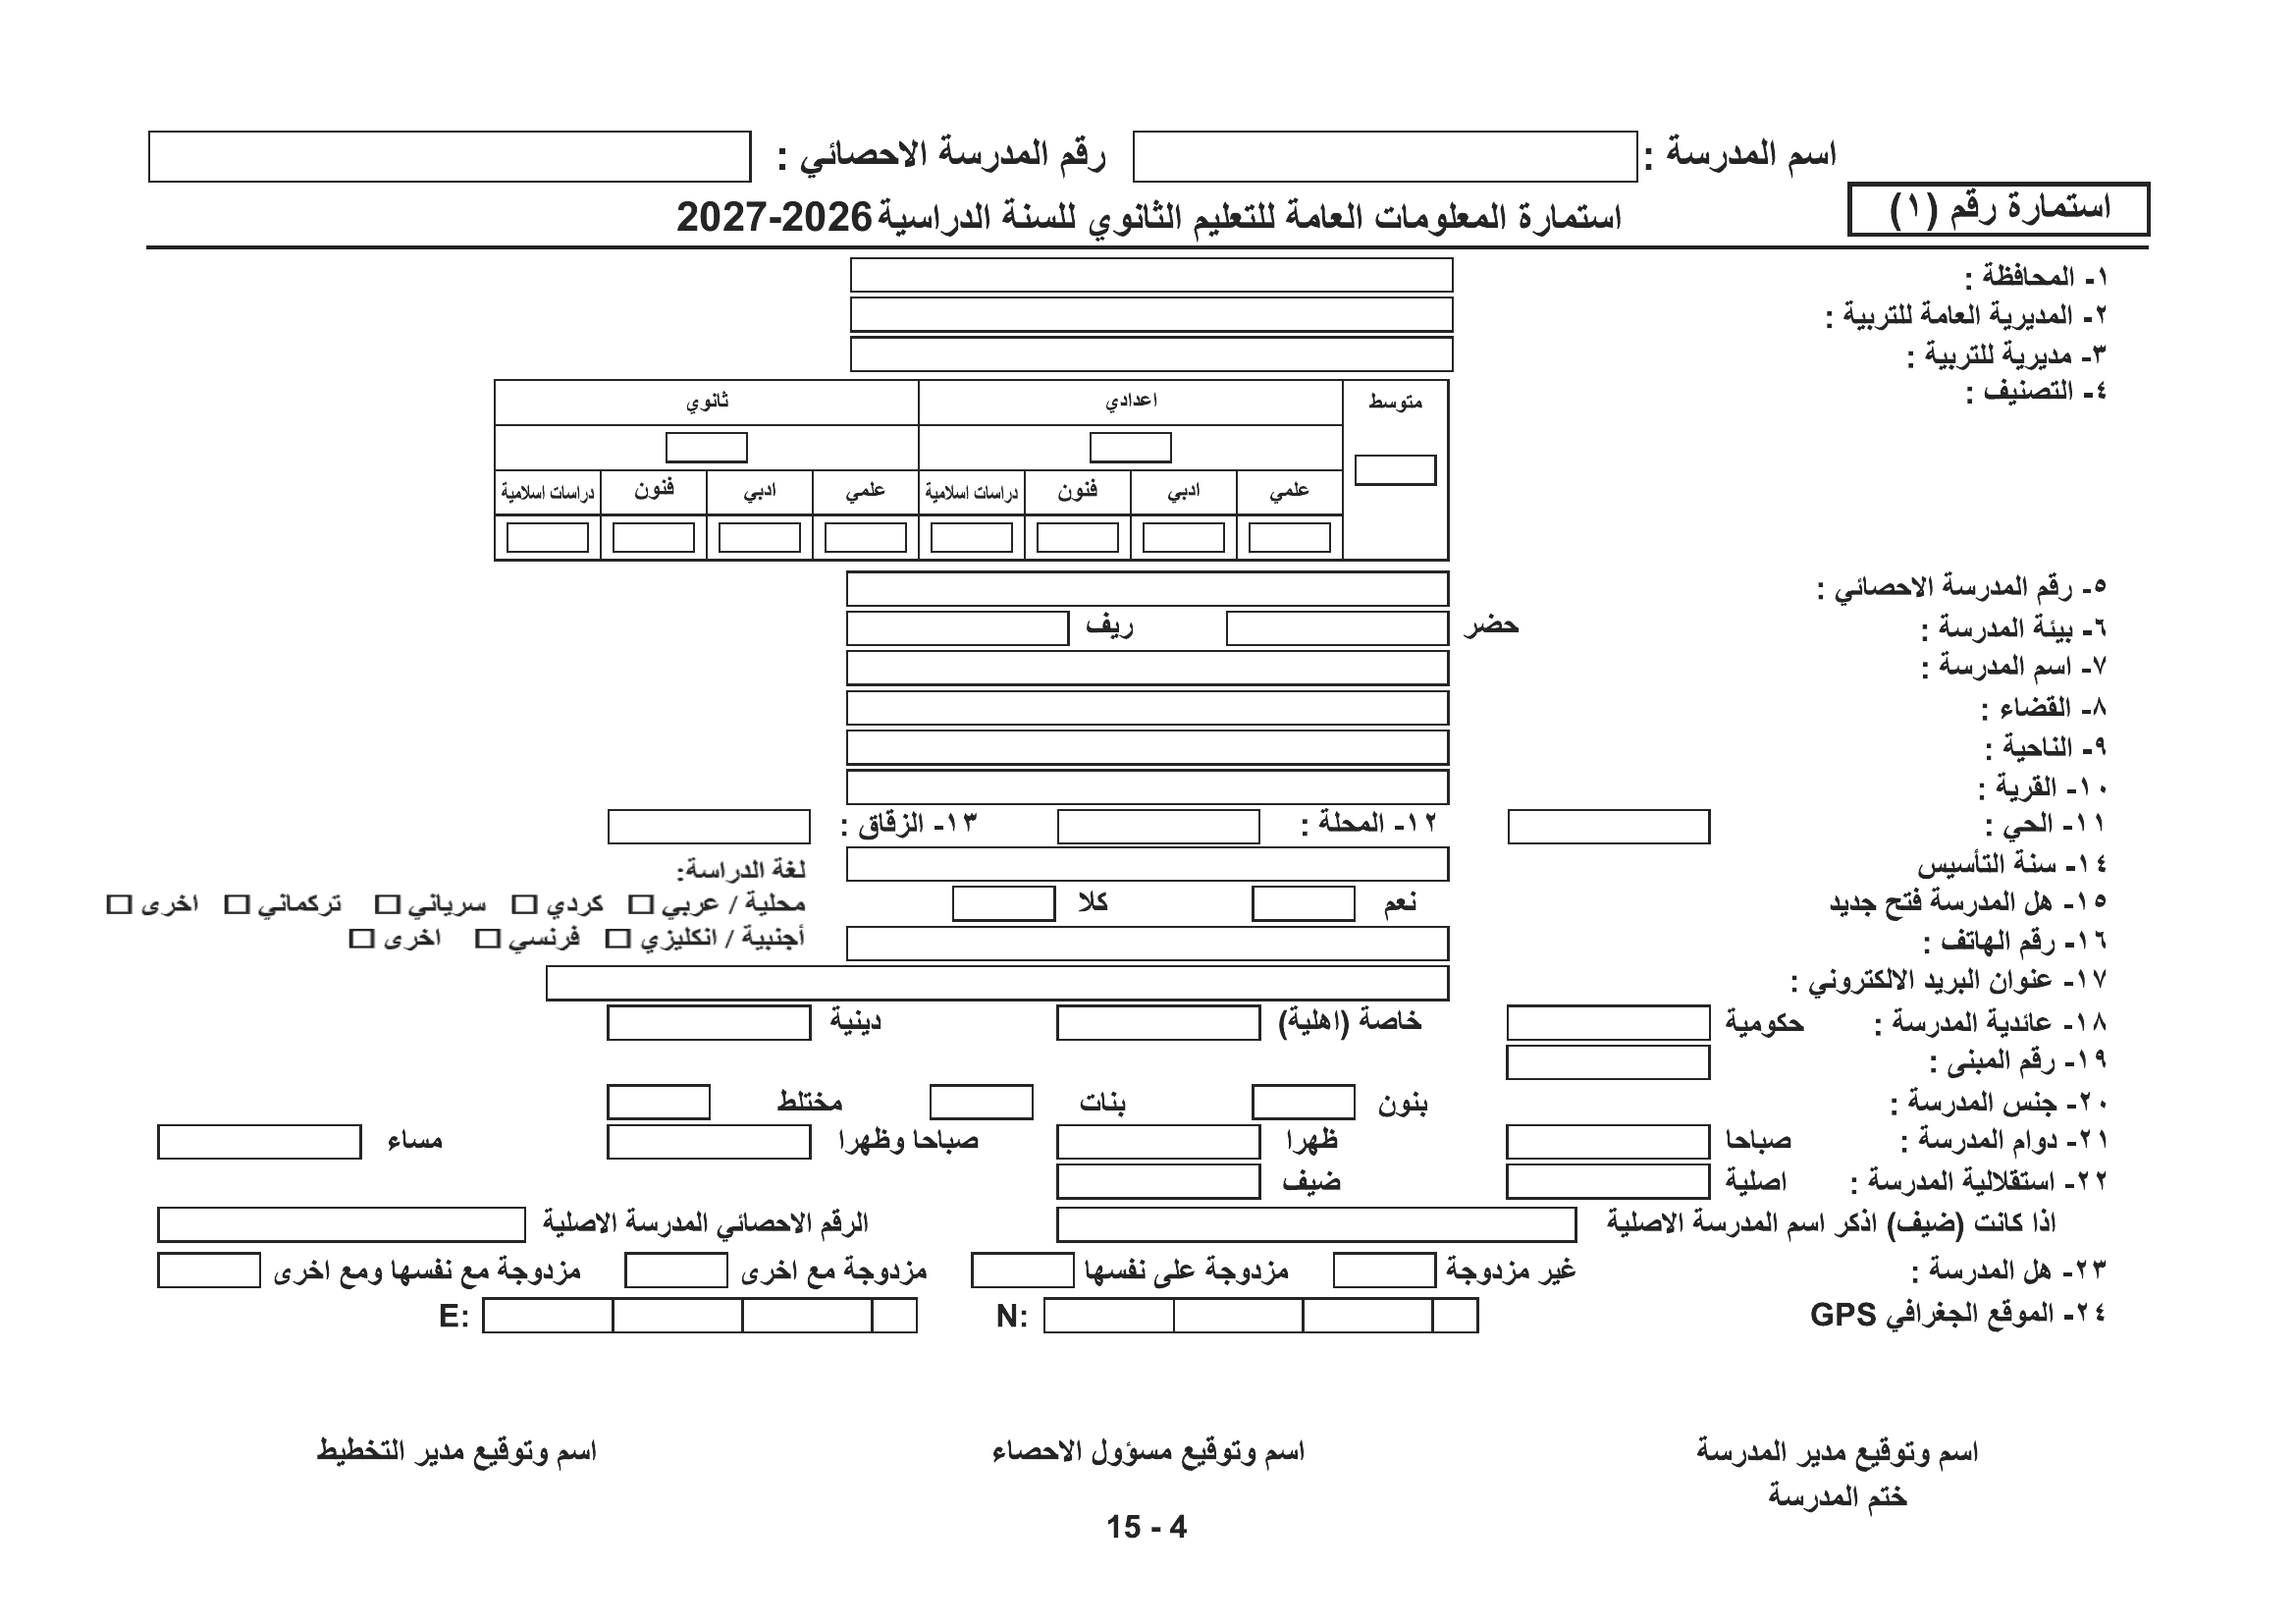 اسم المدرسة : رقم المدرسة الاحصائي :
استمارة رقم (١)
استمارة المعلومات العامة للتعليم الثانوي للسنة الدراسية 2026-2027
١- المحافظة :
٢- المديرية العامة للتربية :
٣- مديرية للتربية :
٤- التصنيف :
متوسط اعدادي ثانوي
علمي ادبي فنون دراسات اسلامية علمي ادبي فنون دراسات اسلامية
٥- رقم المدرسة الاحصائي :
٦- بيئة المدرسة : حضر ريف
٧- اسم المدرسة :
٨- القضاء :
٩- الناحية :
١٠- القرية :
١١- الحي : ١٢- المحلة : ١٣- الزقاق :
١٤- سنة التأسيس
لغة الدراسة:
١٥- هل المدرسة فتح جديد نعم كلا
محلية / عربي كردي سرياني تركماني اخرى
١٦- رقم الهاتف :
أجنبية / انكليزي فرنسي اخرى
١٧- عنوان البريد الالكتروني :
١٨- عائدية المدرسة : حكومية خاصة (اهلية) دينية
١٩- رقم المبنى :
٢٠- جنس المدرسة : بنون بنات مختلط
٢١- دوام المدرسة : صباحا ظهرا صباحا وظهرا مساء
٢٢- استقلالية المدرسة : اصلية ضيف
اذا كانت (ضيف) اذكر اسم المدرسة الاصلية الرقم الاحصائي المدرسة الاصلية
٢٣- هل المدرسة : غير مزدوجة مزدوجة على نفسها مزدوجة مع اخرى مزدوجة مع نفسها ومع اخرى
٢٤- الموقع الجغرافي GPS N: E:
اسم وتوقيع مدير المدرسة اسم وتوقيع مسؤول الاحصاء اسم وتوقيع مدير التخطيط
ختم المدرسة
15 - 4